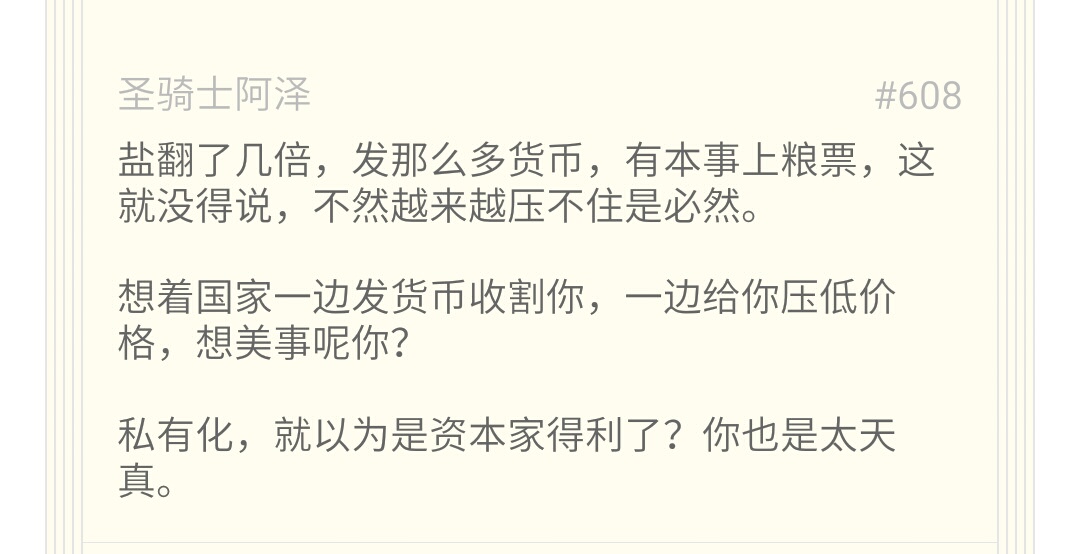 圣骑士阿泽
#608
盐翻了几倍，发那么多货币，有本事上粮票，这
就没得说，不然越来越压不住是必然。
想着国家一边发货币收割你，一边给你压低价
格，想美事呢你？
私有化，就以为是资本家得利了？你也是太天
真。